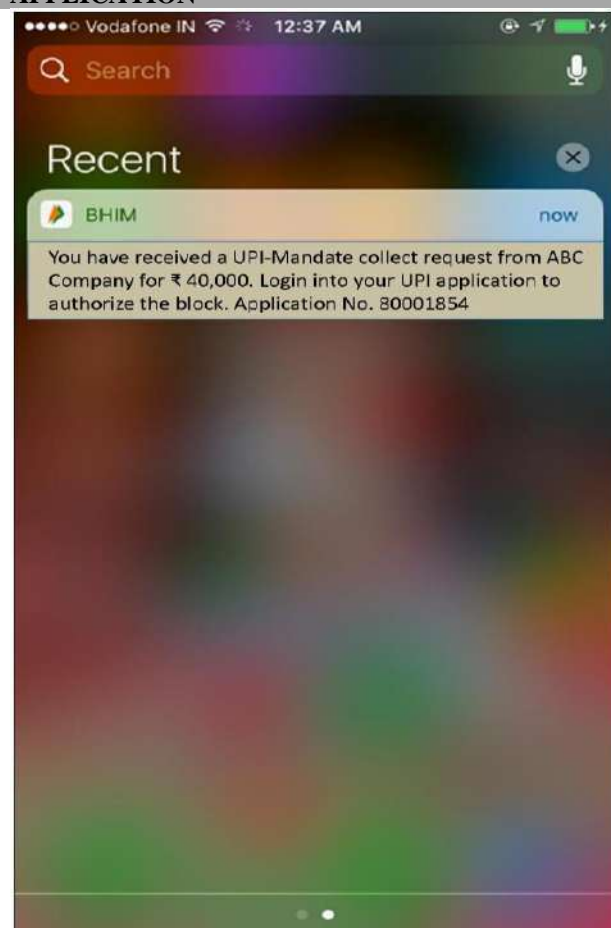 APPLICATION
Vodafone IN 12:37 AM
Search
Recent
BHIM now
You have received a UPI-Mandate collect request from ABC
Company for ₹ 40,000. Login into your UPI application to
authorize the block. Application No. 80001854